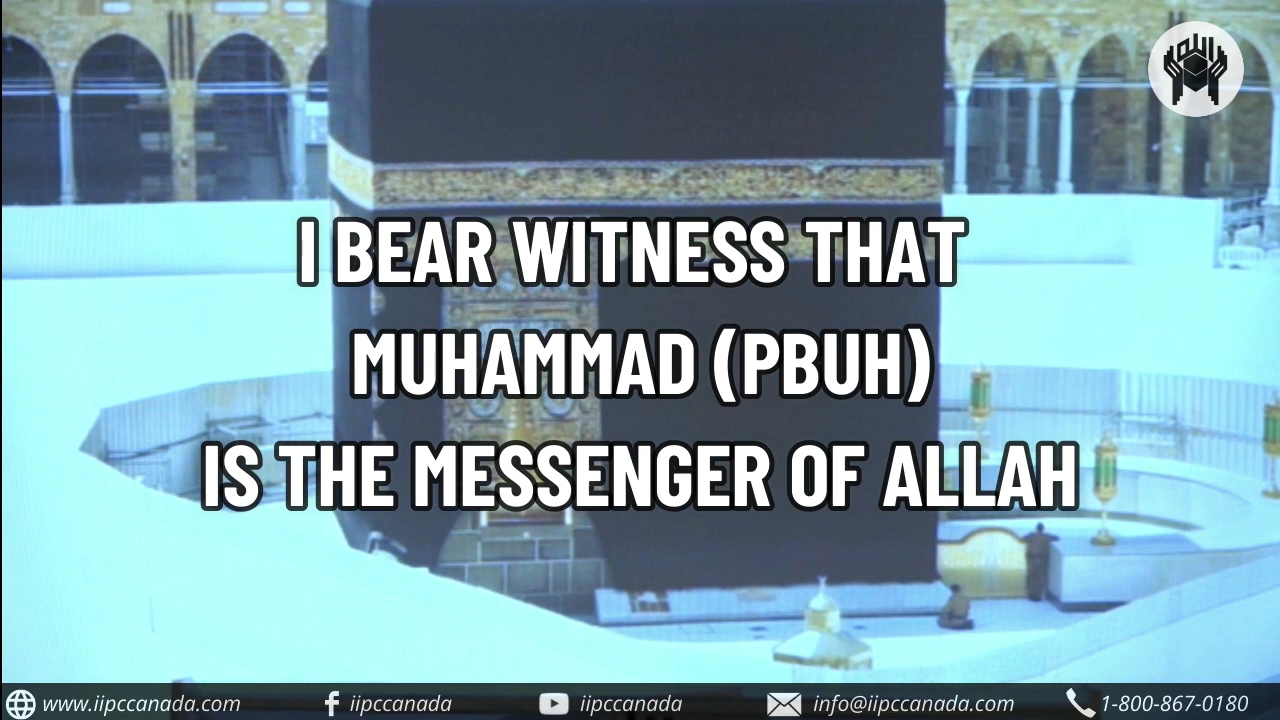 I BEAR WITNESS THAT
MUHAMMAD (PBUH)
IS THE MESSENGER OF ALLAH
www.iipccanada.com
iipccanada
iipccanada
info@iipccanada.com
1-800-867-0180